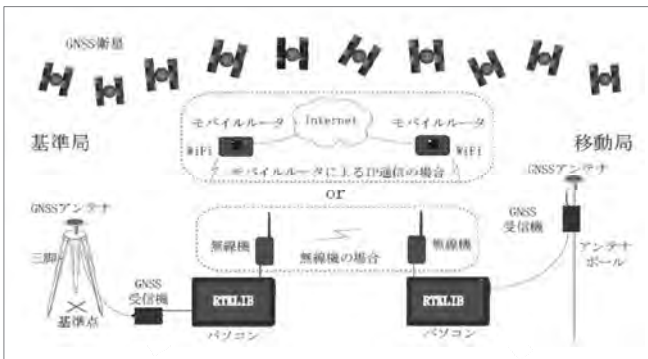 GNSS衛星
基準局
移動局
モバイルルータ
Internet
モバイルルータ
WiFi
WiFi
モバイルルータによるIP通信の場合
or
GNSSアンテナ
GNSSアンテナ
三脚
基準点
GNSS
受信機
無線機
無線機の場合
無線機
GNSS
受信機
アンテナ
ポール
RTKLIB
パソコン
RTKLIB
パソコン